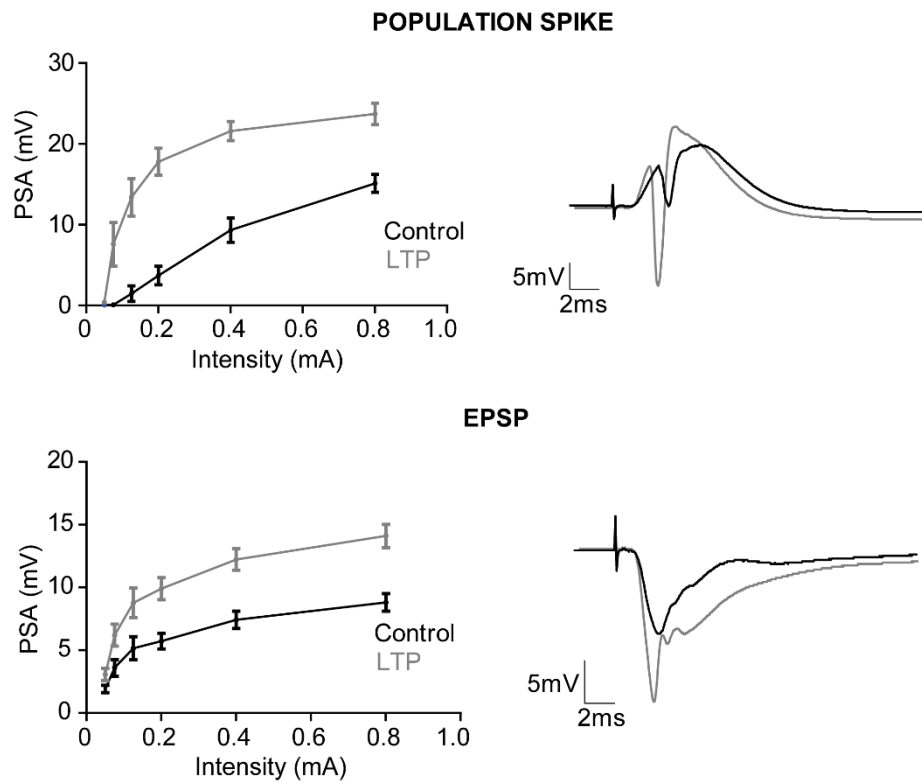 POPULATION SPIKE
30
20
10
0
PSA (mV)
0
0.2
0.4
0.6
0.8
1.0
Intensity (mA)
Control
LTP
5mV
2ms
EPSP
20
15
10
5
0
PSA (mV)
0
0.2
0.4
0.6
0.8
1.0
Intensity (mA)
Control
LTP
5mV
2ms